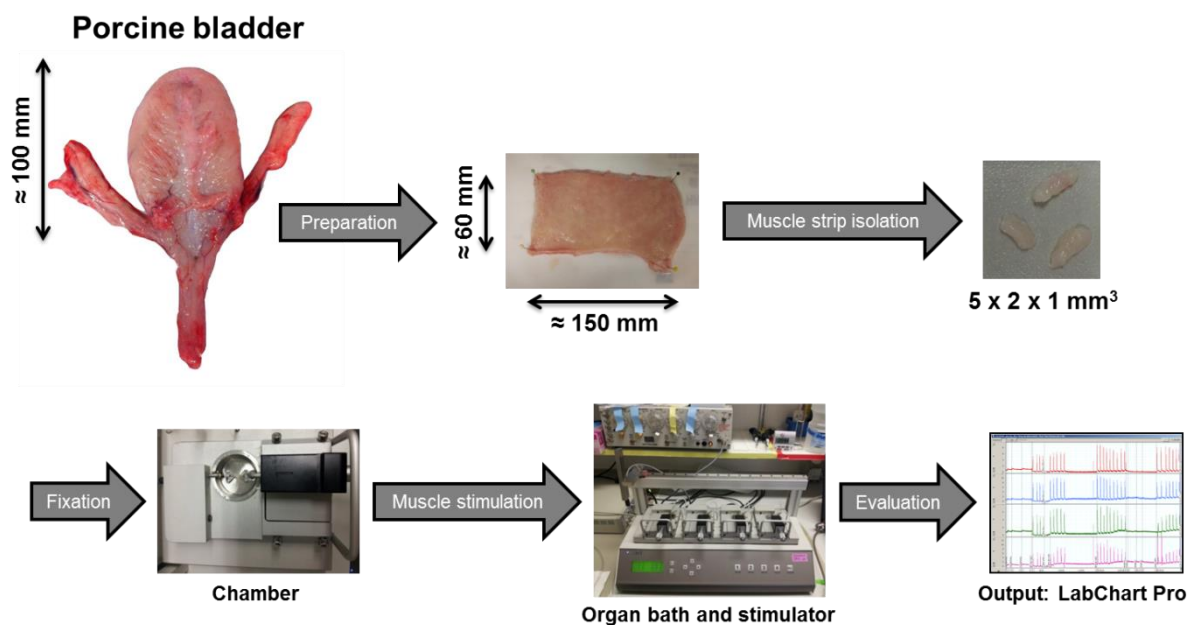 Porcine bladder
≈ 100 mm
Preparation
≈ 60 mm
≈ 150 mm
Muscle strip isolation
5 x 2 x 1 mm³
Fixation
Chamber
Muscle stimulation
Organ bath and stimulator
Evaluation
Output: LabChart Pro